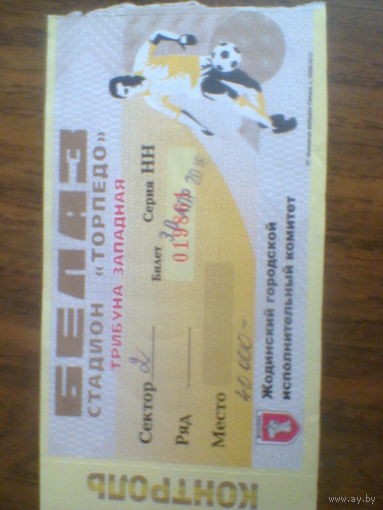 БЕЛАЗ
СТАДИОН «ТОРПЕДО»
ТРИБУНА ЗАПАДНАЯ
Серия НН
Билет 019861
Сектор 2
Ряд
Место
40 000-
Жодинский городской
исполнительный комитет
КОНТРОЛЬ
www.ay.by